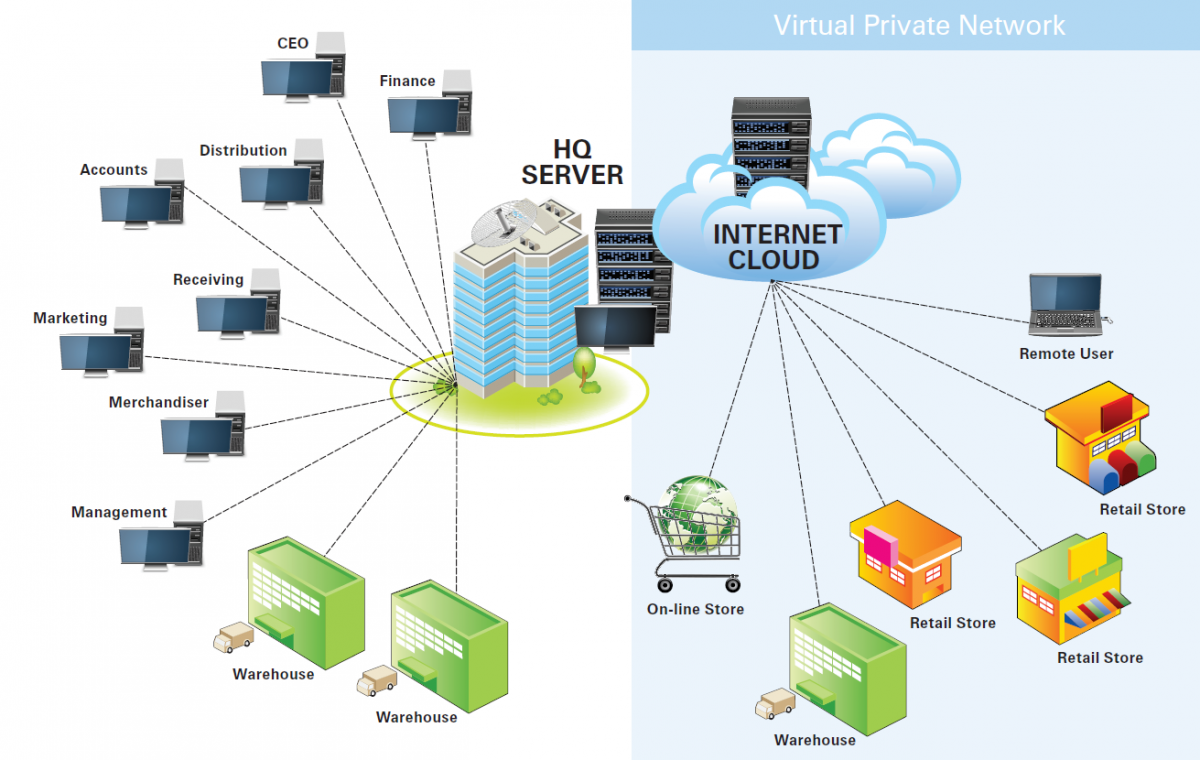 Virtual Private Network
CEO
Finance
Distribution
Accounts
HQ
SERVER
INTERNET
CLOUD
Receiving
Marketing
Remote User
Merchandiser
Management
Retail Store
On-line Store
Retail Store
Retail Store
Warehouse
Warehouse
Warehouse